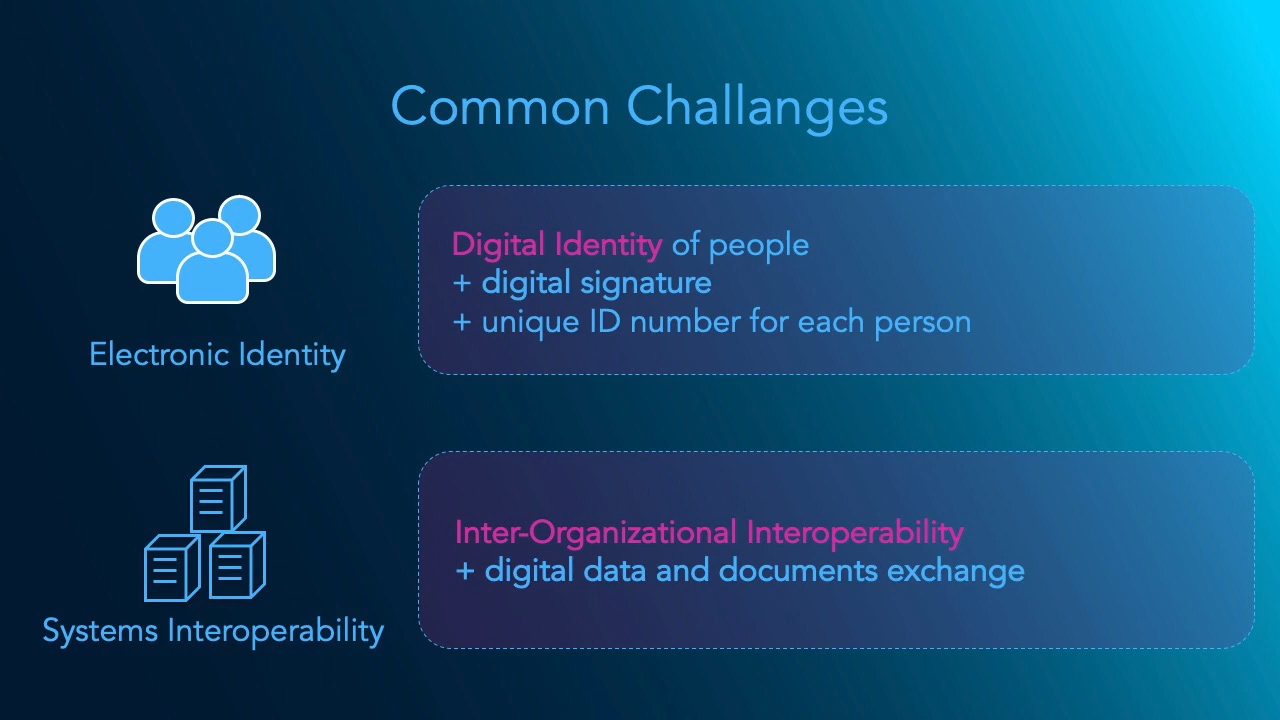 Common Challanges
Digital Identity of people
+ digital signature
+ unique ID number for each person
Electronic Identity
Inter-Organizational Interoperability
+ digital data and documents exchange
Systems Interoperability